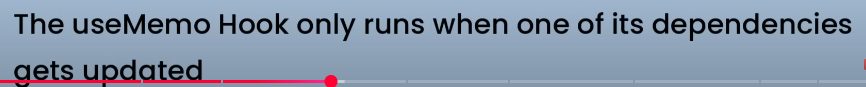 The useMemo Hook only runs when one of its dependencies
gets updated